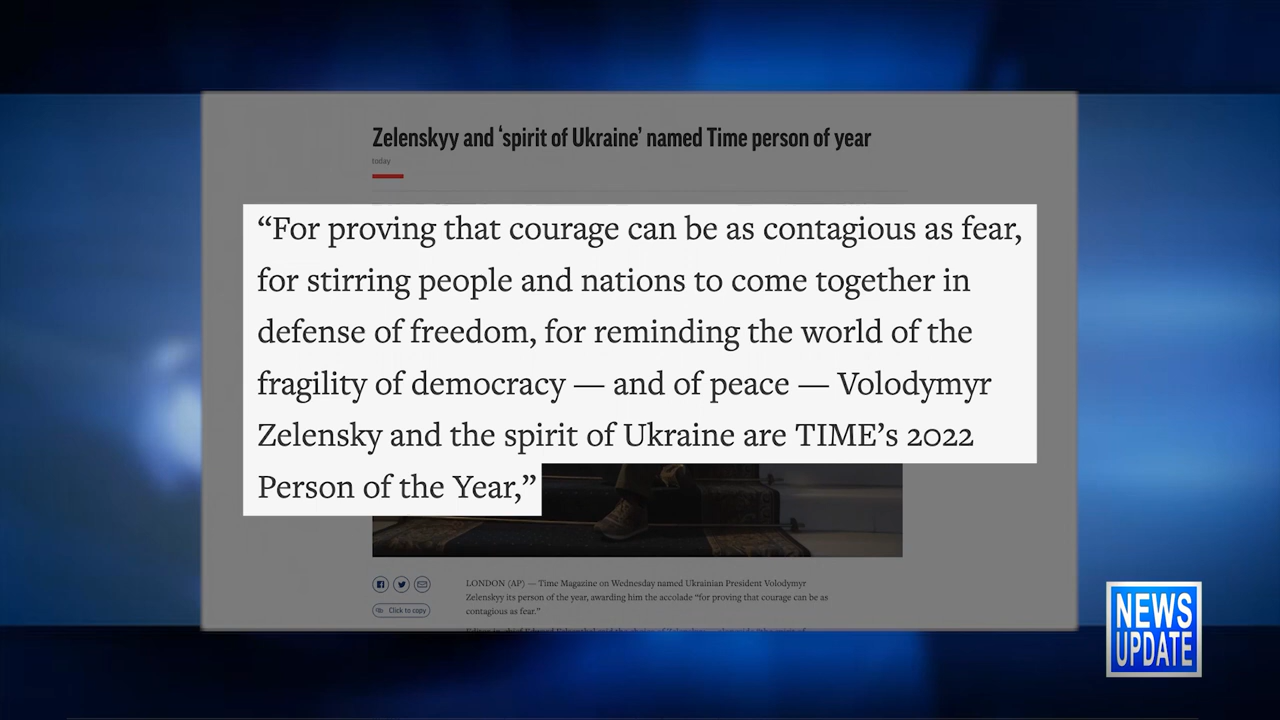 Zelenskyy and ‘spirit of Ukraine’ named Time person of year
today
“For proving that courage can be as contagious as fear,
for stirring people and nations to come together in
defense of freedom, for reminding the world of the
fragility of democracy — and of peace — Volodymyr
Zelensky and the spirit of Ukraine are TIME’s 2022
Person of the Year,”
LONDON (AP) — Time Magazine on Wednesday named Ukrainian President Volodymyr
Zelenskyy its person of the year, awarding him the accolade “for proving that courage can be as
contagious as fear.”
Click to copy
NEWS
UPDATE